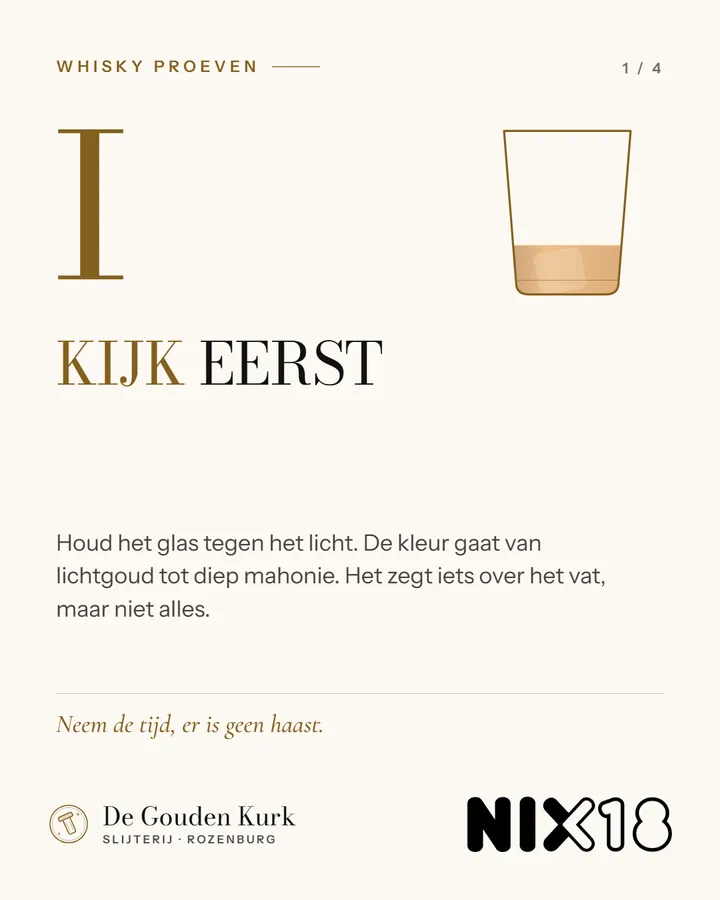 WHISKY PROEVEN
1 / 4
I
KIJK EERST
Houd het glas tegen het licht. De kleur gaat van
lichtgoud tot diep mahonie. Het zegt iets over het vat,
maar niet alles.
Neem de tijd, er is geen haast.
De Gouden Kurk
SLIJTERIJ · ROZENBURG
NIX18